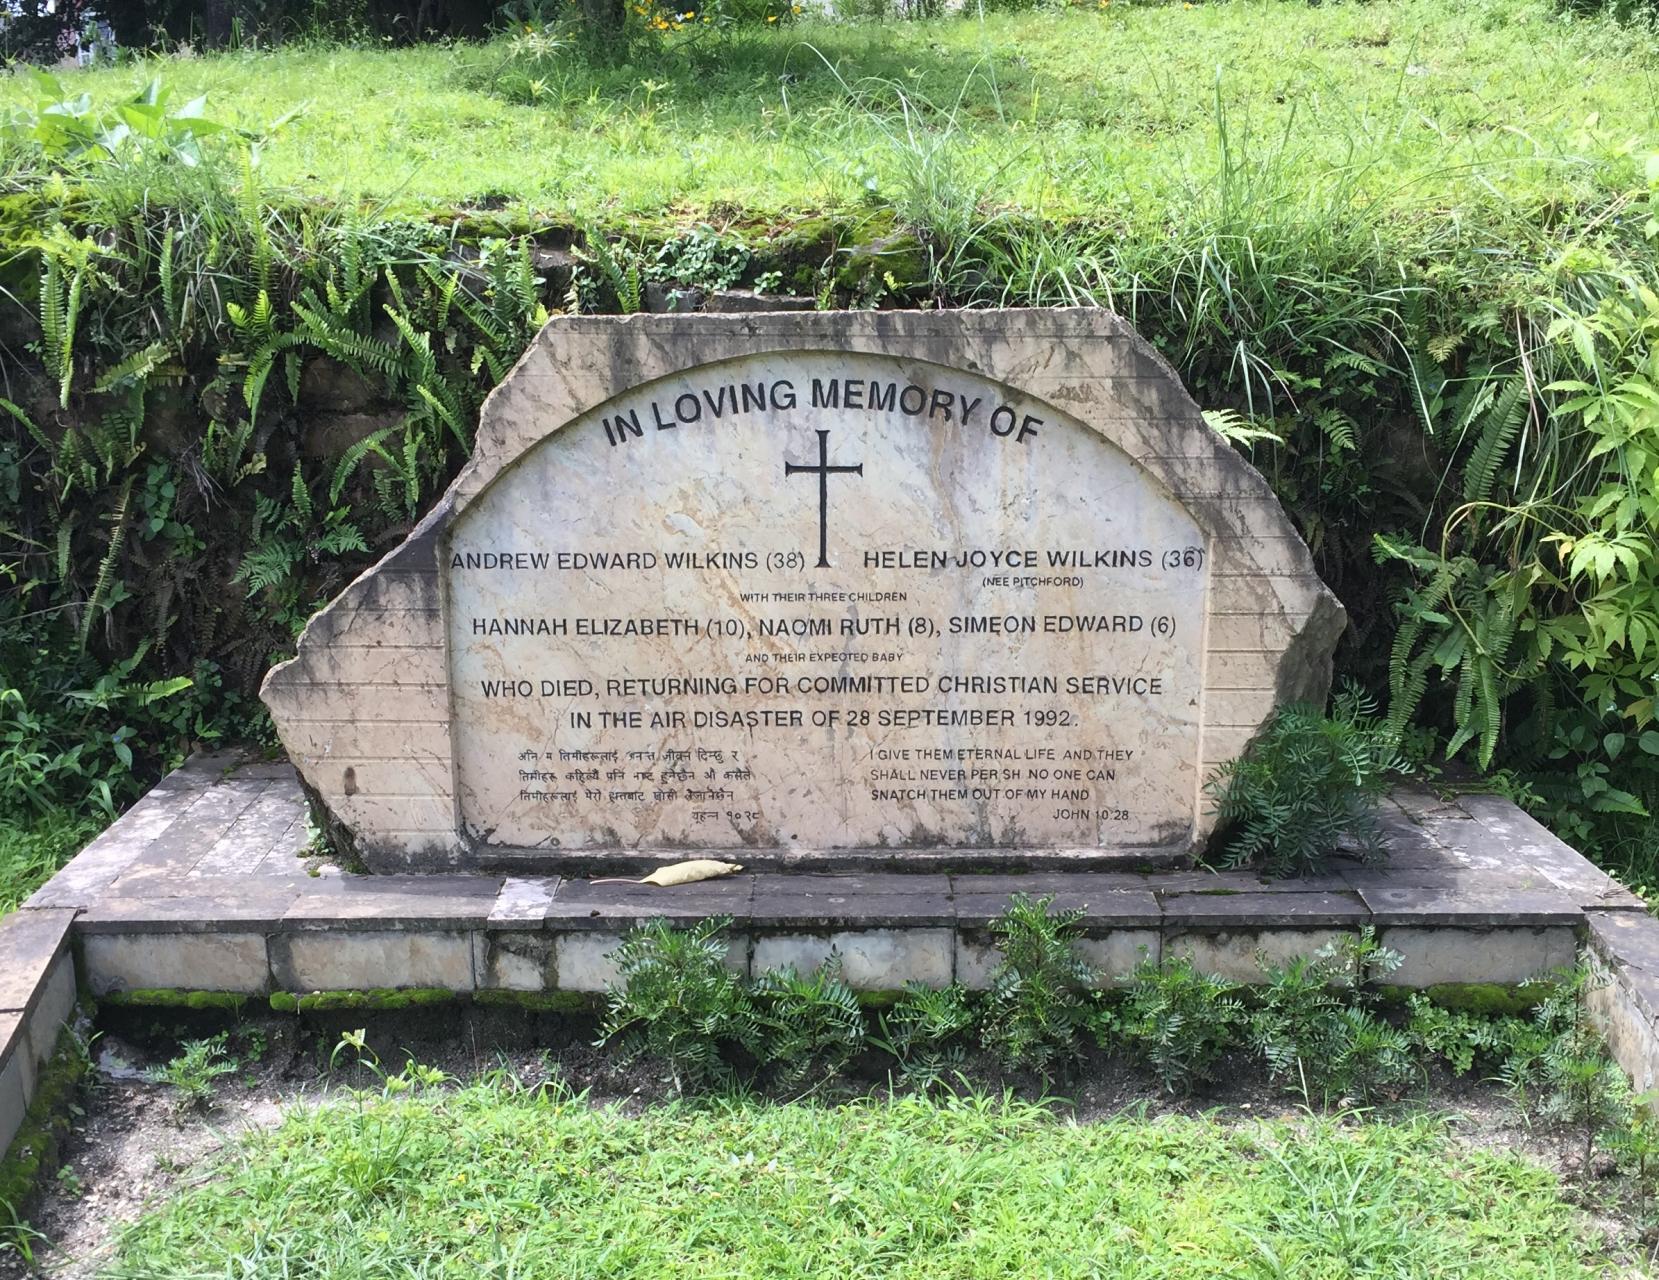 IN LOVING MEMORY OF
ANDREW EDWARD WILKINS (38) HELEN JOYCE WILKINS (36)
(NEE PITCHFORD)
WITH THEIR THREE CHILDREN
HANNAH ELIZABETH (10), NAOMI RUTH (8), SIMEON EDWARD (6)
AND THEIR EXPECTED BABY
WHO DIED, RETURNING FOR COMMITTED CHRISTIAN SERVICE
IN THE AIR DISASTER OF 28 SEPTEMBER 1992.
अनि म तिमीहरूलाई अनन्त जीवन दिन्छु र
तिमीहरू कहिल्यै पनि नष्ट हुनेछैन औ कसैले
तिमीहरूलाई मेरो हातबाट खोसी लैजानेछैन
यूहन्ना १०:२८
I GIVE THEM ETERNAL LIFE AND THEY
SHALL NEVER PERISH NO ONE CAN
SNATCH THEM OUT OF MY HAND
JOHN 10:28